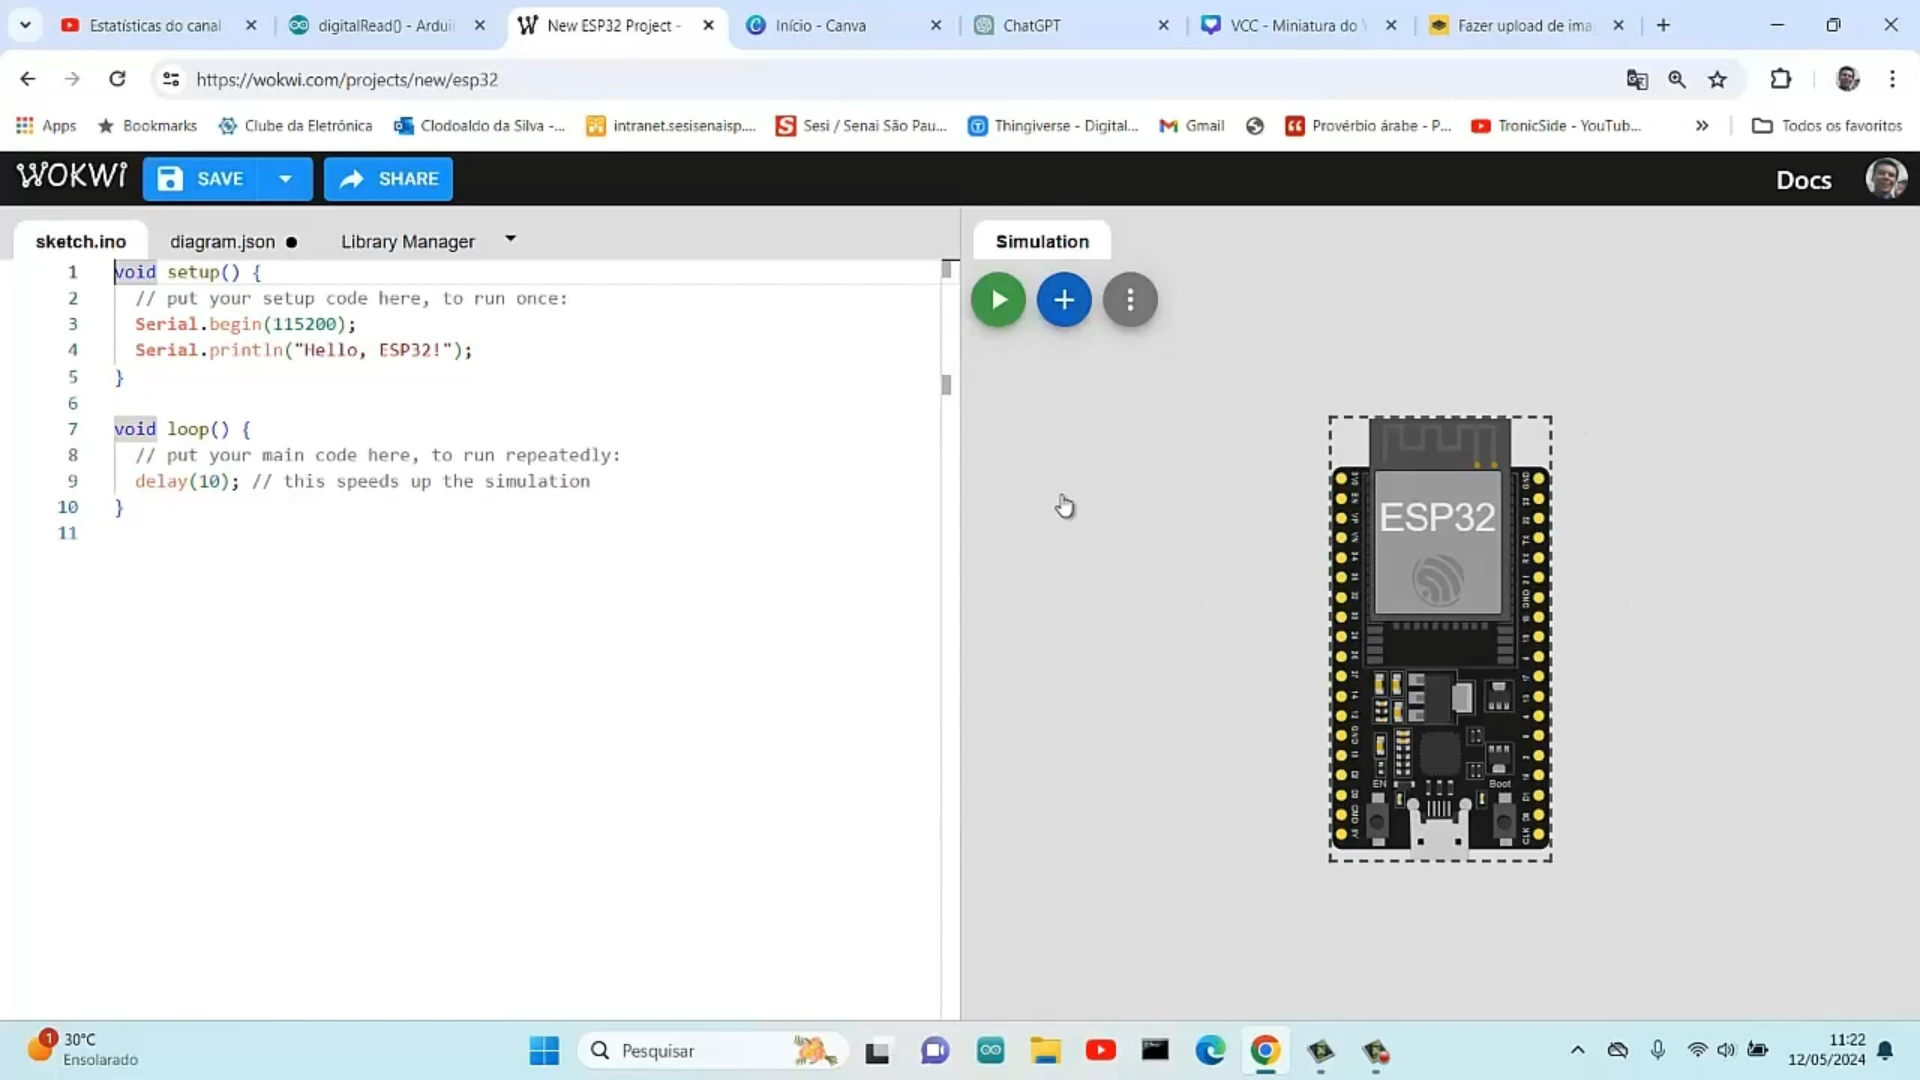 Estatísticas do canal
digitalRead() - Ardui
New ESP32 Project -
Início - Canva
ChatGPT
VCC - Miniatura do V
Fazer upload de ima
https://wokwi.com/projects/new/esp32
Apps
Bookmarks
Clube da Eletrônica
Clodoaldo da Silva -...
intranet.sesisenaisp....
Sesi / Senai São Pau...
Thingiverse - Digital...
Gmail
Provérbio árabe - P...
TronicSide - YouTub...
Todos os favoritos
WOKWI
SAVE
SHARE
Docs
sketch.ino
diagram.json
Library Manager
Simulation
1 void setup() {
2 // put your setup code here, to run once:
3 Serial.begin(115200);
4 Serial.println("Hello, ESP32!");
5 }
6
7 void loop() {
8 // put your main code here, to run repeatedly:
9 delay(10); // this speeds up the simulation
10 }
11
ESP32
EN
Boot
1
30°C
Ensolarado
Pesquisar
11:22
12/05/2024